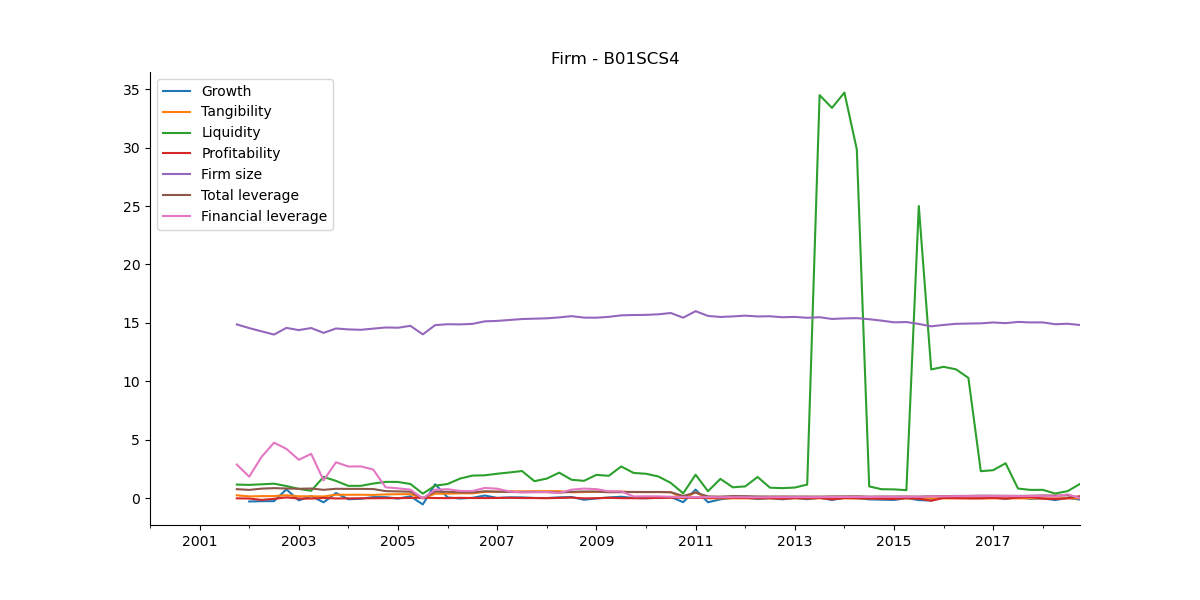 Firm - B01SCS4
35
30
25
20
15
10
5
0
Growth
Tangibility
Liquidity
Profitability
Firm size
Total leverage
Financial leverage
2001 2003 2005 2007 2009 2011 2013 2015 2017